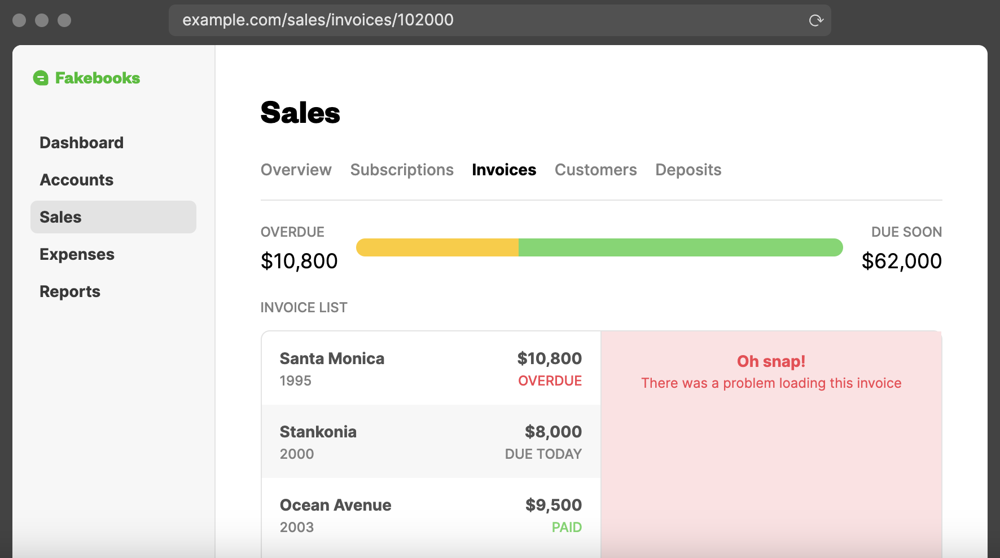 example.com/sales/invoices/102000
Fakebooks
Dashboard
Accounts
Sales
Expenses
Reports
Sales
Overview Subscriptions Invoices Customers Deposits
OVERDUE
$10,800
DUE SOON
$62,000
INVOICE LIST
Santa Monica $10,800
1995 OVERDUE
Stankonia $8,000
2000 DUE TODAY
Ocean Avenue $9,500
2003 PAID
Oh snap!
There was a problem loading this invoice